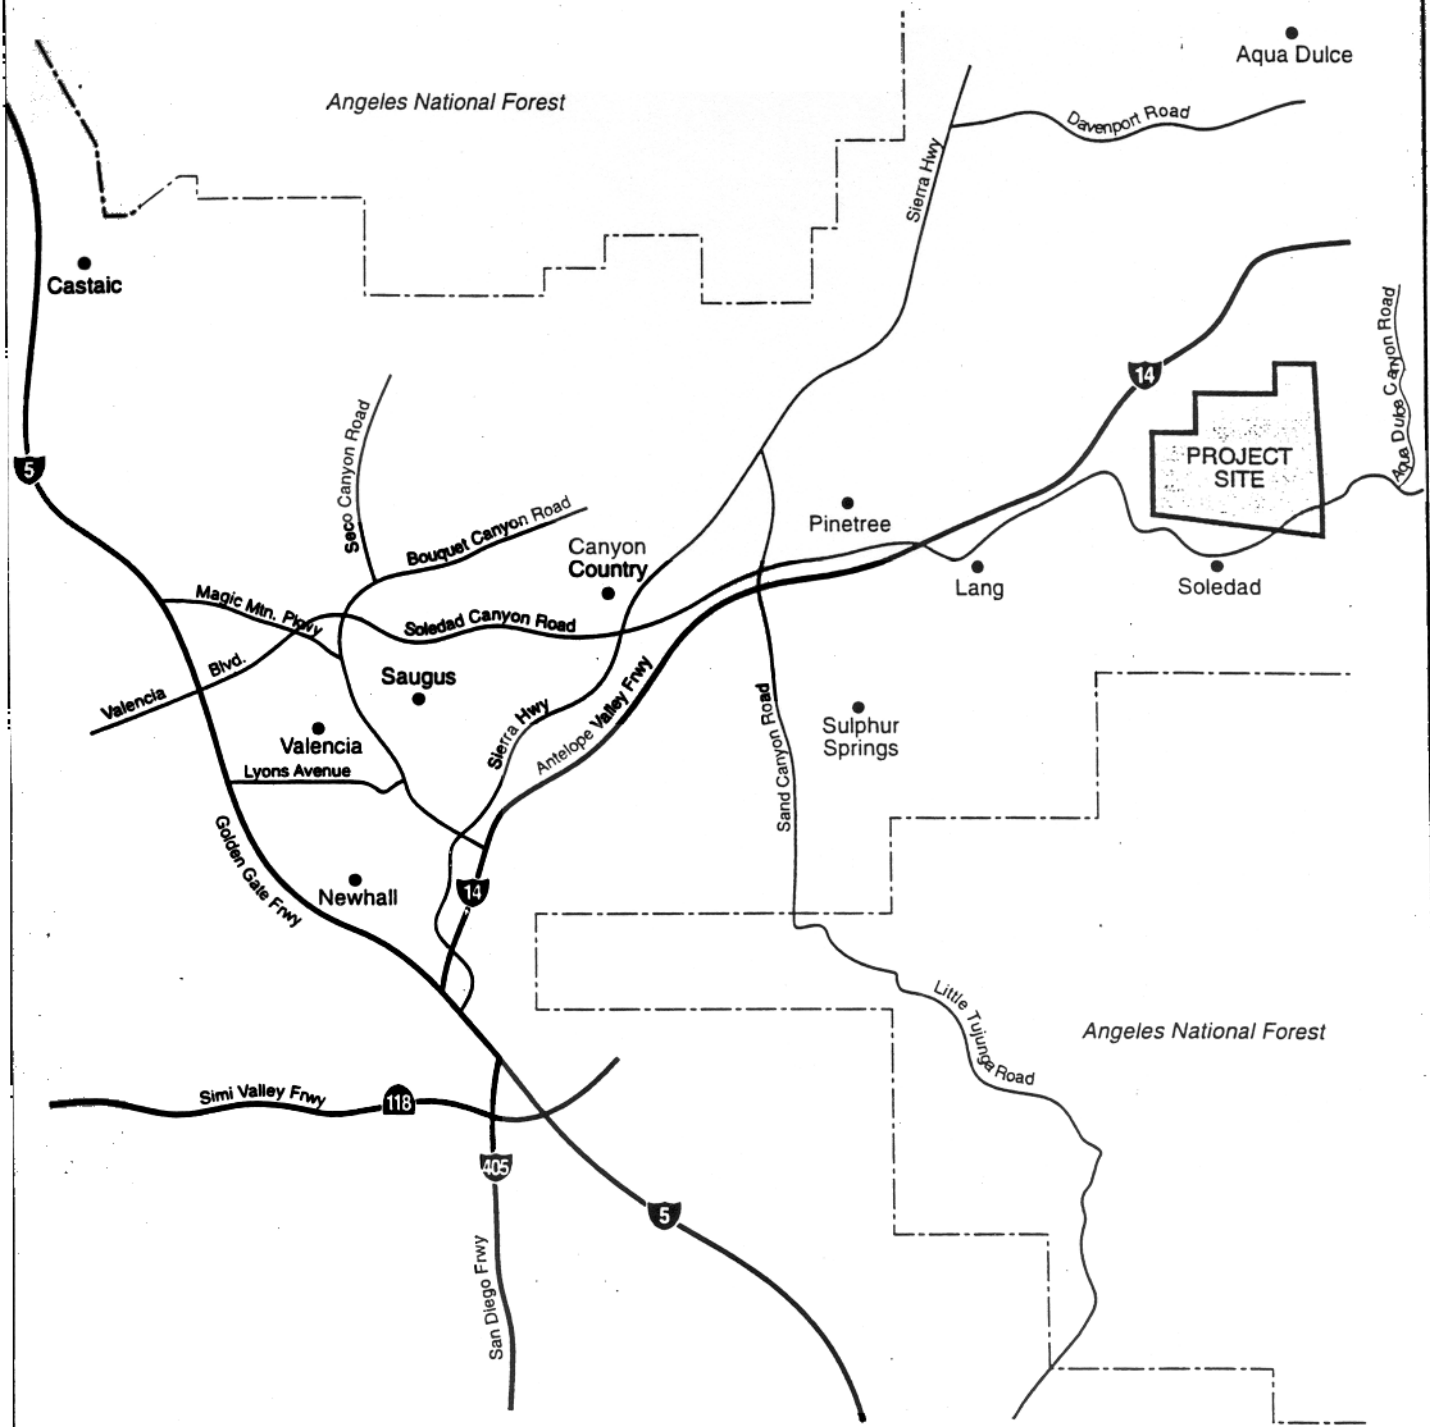 Aqua Dulce
Angeles National Forest
Davenport Road
Sierra Hwy
Castaic
Aqua Dulce Canyon Road
14
Seco Canyon Road
5
PROJECT
SITE
Pinetree
Bouquet Canyon Road
Canyon
Country
Lang
Soledad
Magic Mtn. Pkwy
Soledad Canyon Road
Valencia Blvd.
Saugus
Antelope Valley Frwy
Sierra Hwy
Sand Canyon Road
Sulphur
Springs
Valencia
Lyons Avenue
Golden Gate Frwy
Newhall
14
Little Tujunga Road
Angeles National Forest
Simi Valley Frwy
118
405
5
San Diego Frwy